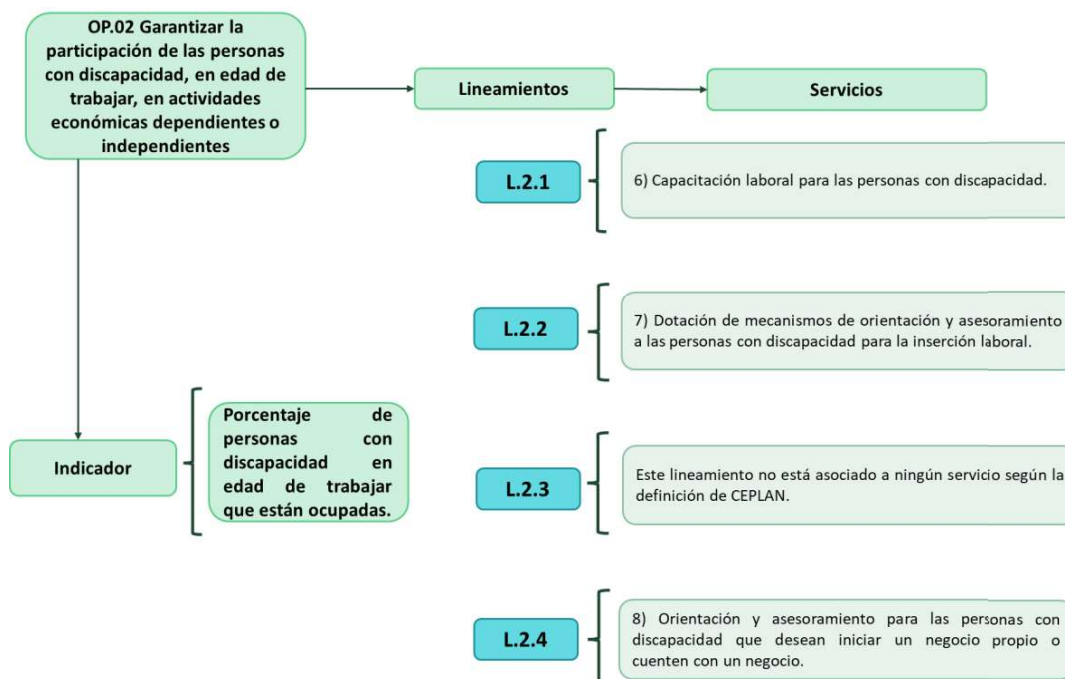 OP.02 Garantizar la
participación de las personas
con discapacidad, en edad de
trabajar, en actividades
económicas dependientes o
independientes
Lineamientos
Servicios
L.2.1
6) Capacitación laboral para las personas con discapacidad.
L.2.2
7) Dotación de mecanismos de orientación y asesoramiento
a las personas con discapacidad para la inserción laboral.
Indicador
Porcentaje de
personas con
discapacidad en
edad de trabajar
que están ocupadas.
L.2.3
Este lineamiento no está asociado a ningún servicio según la
definición de CEPLAN.
L.2.4
8) Orientación y asesoramiento para las personas con
discapacidad que desean iniciar un negocio propio o
cuenten con un negocio.